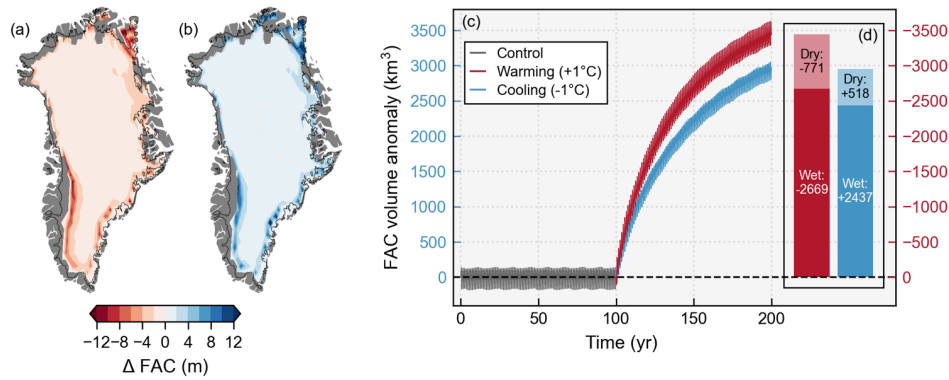 (a)
(b)
−12 −8 −4 0 4 8 12
Δ FAC (m)
(c)
Control
Warming (+1°C)
Cooling (-1°C)
FAC volume anomaly (km³)
3500
3000
2500
2000
1500
1000
500
0
0 50 100 150 200
Time (yr)
(d)
Dry:
-771
Wet:
-2669
Dry:
+518
Wet:
+2437
−3500
−3000
−2500
−2000
−1500
−1000
−500
0